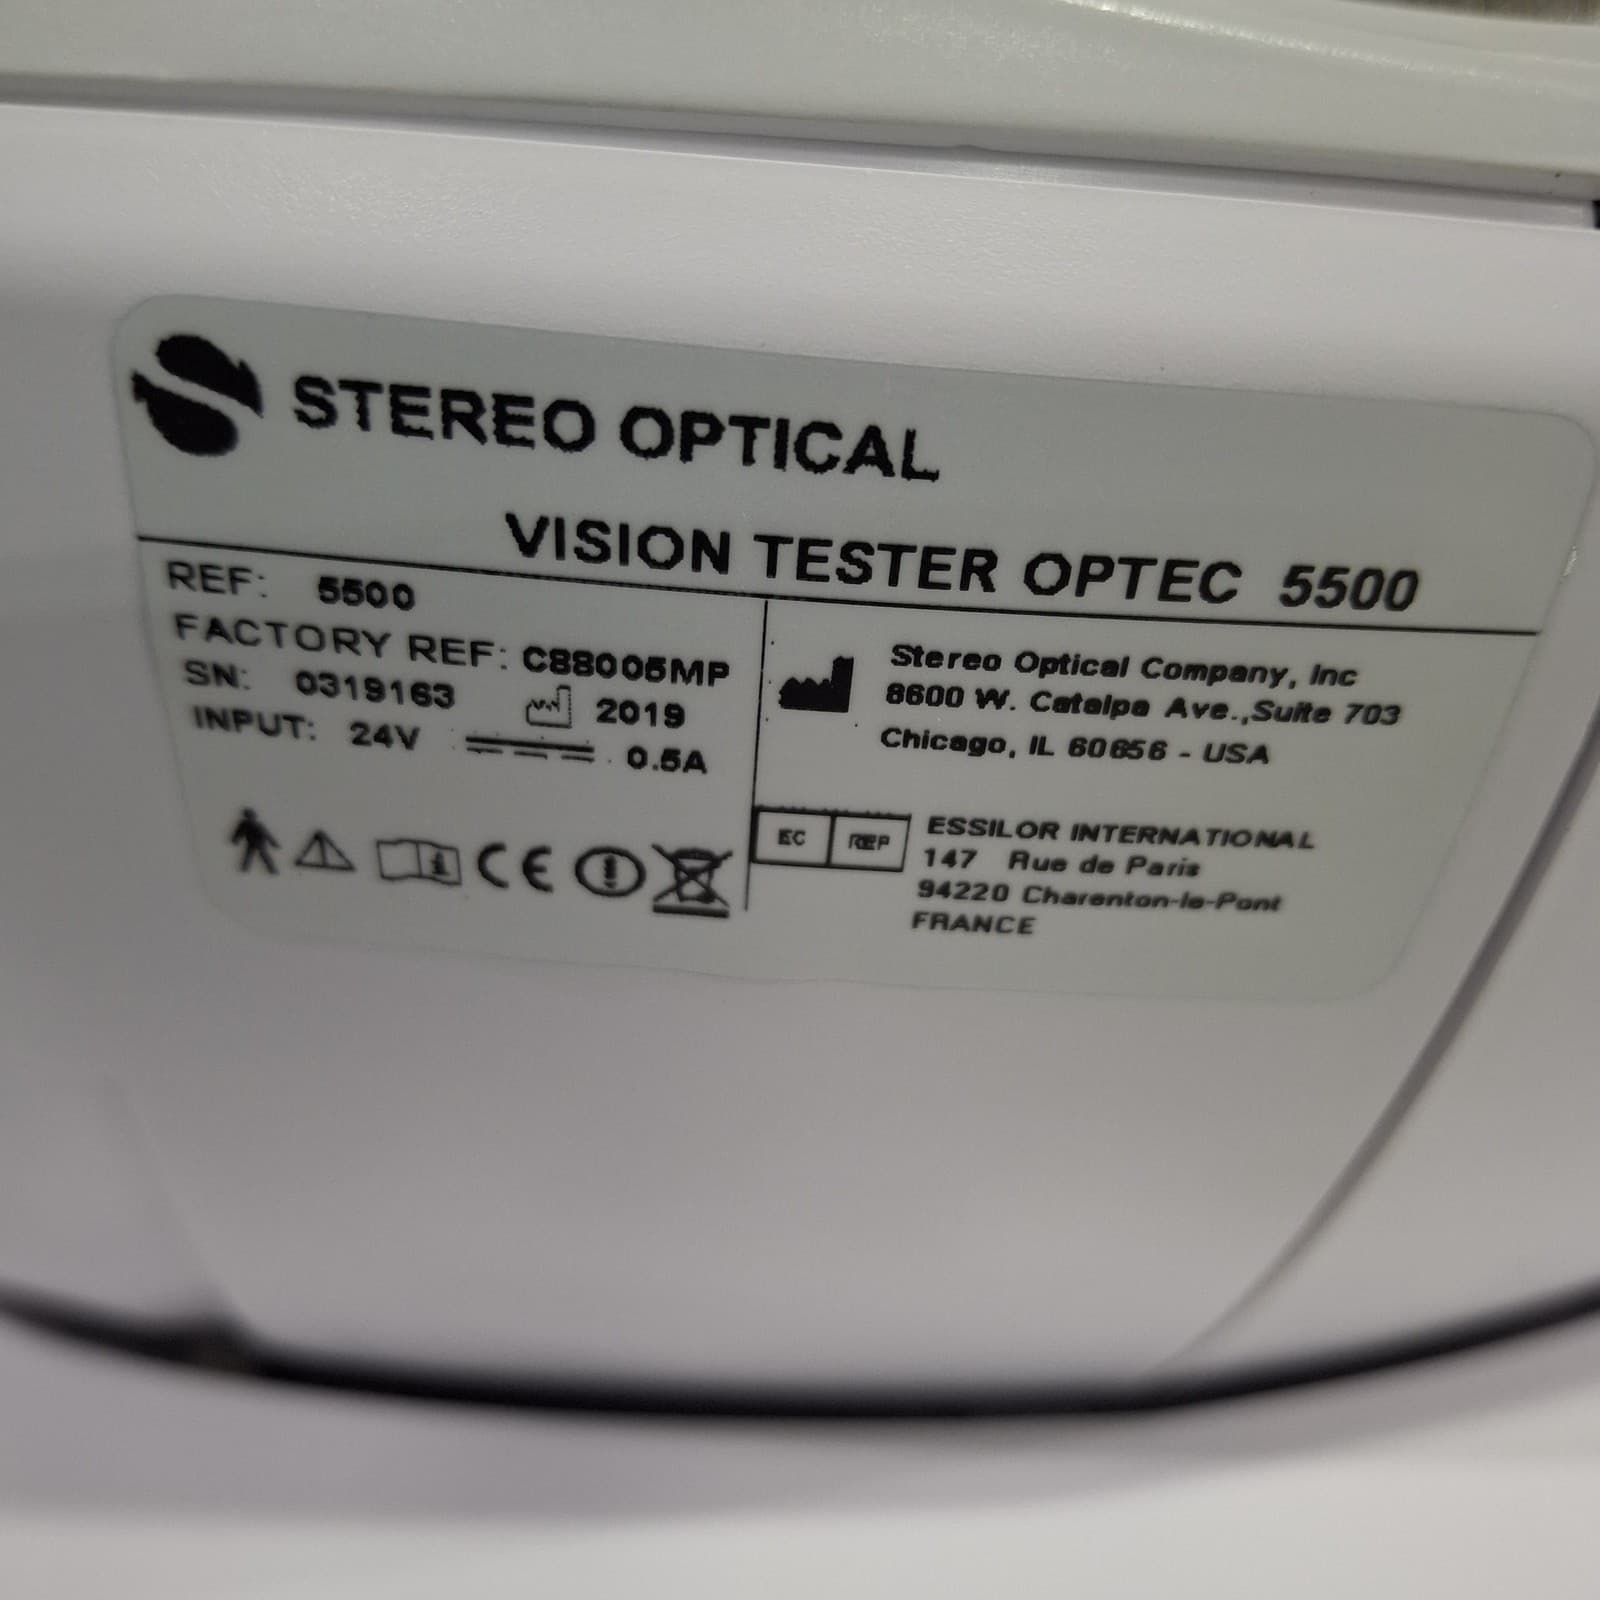 STEREO OPTICAL
VISION TESTER OPTEC 5500
REF: 5500
FACTORY REF: C88005MP
SN: 0319163
2019
INPUT: 24V 0.5A
CE
Stereo Optical Company, Inc
8600 W. Catalpa Ave.,Suite 703
Chicago, IL 60656 - USA
EC REP
ESSILOR INTERNATIONAL
147 Rue de Paris
94220 Charenton-le-Pont
FRANCE